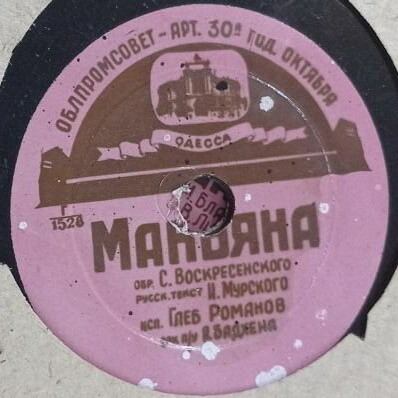 ОБЛПРОМСОВЕТ - АРТ. 30а ГОД. ОКТЯБРЯ
ОДЕССА
Г
1528
МАНЬЯНА
ОБР. С. ВОСКРЕСЕНСКОГО
РУССК. ТЕКСТ И. МУРСКОГО
ИСП. ГЛЕБ РОМАНОВ
п/у